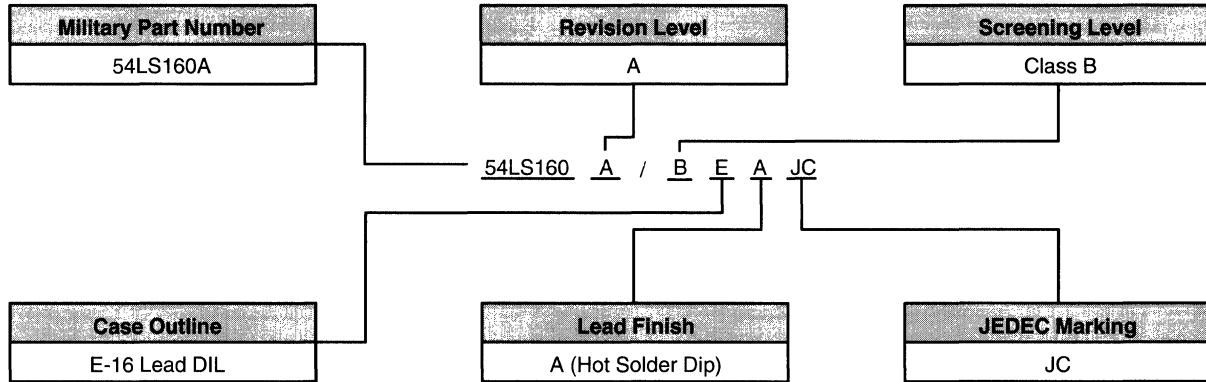 Military Part Number
54LS160A
Revision Level
A
Screening Level
Class B
54LS160 A / B E A JC
Case Outline
E-16 Lead DIL
Lead Finish
A (Hot Solder Dip)
JEDEC Marking
JC